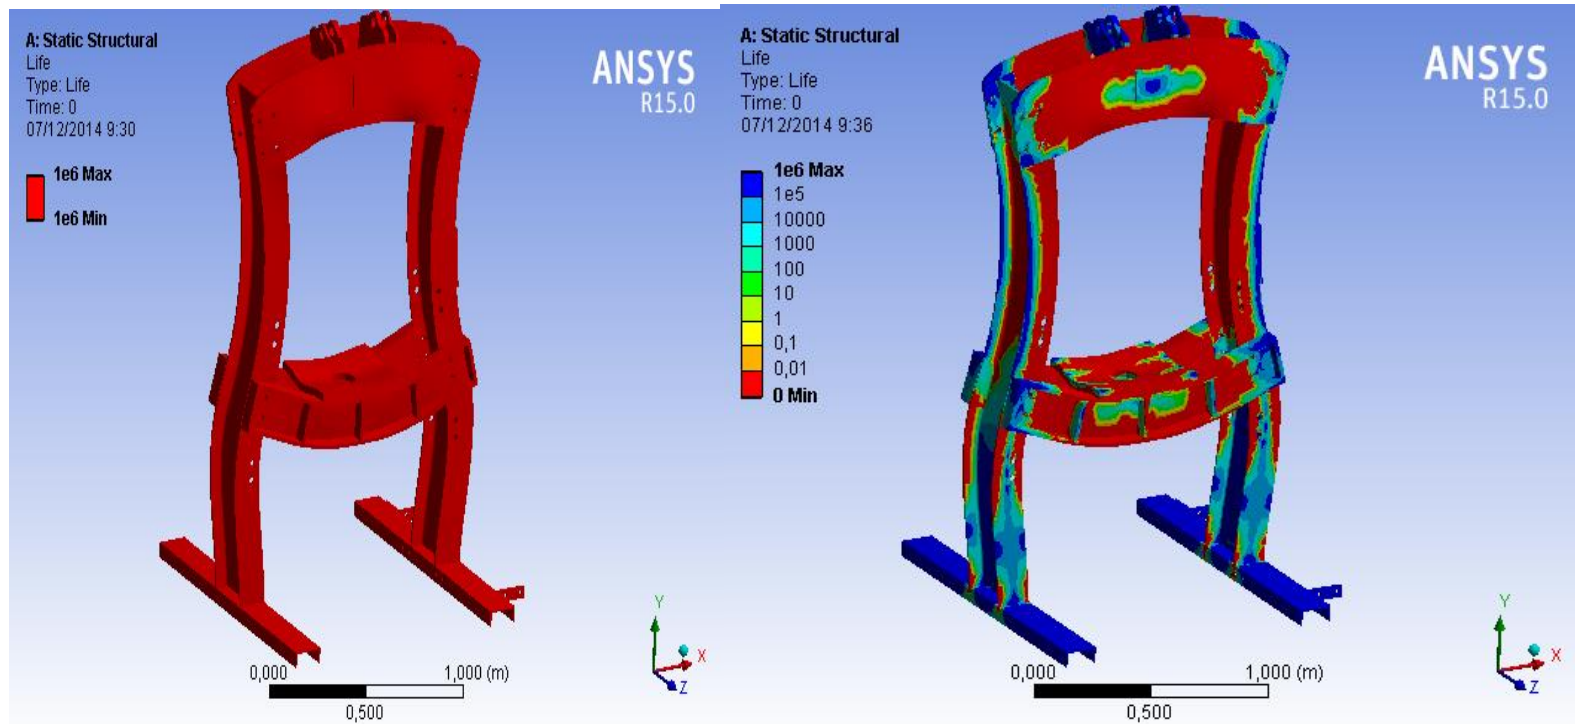 A: Static Structural
Life
Type: Life
Time: 0
07/12/2014 9:30
1e6 Max
1e6 Min
ANSYS
R15.0
0,000
1,000 (m)
0,500
Y
X
Z
A: Static Structural
Life
Type: Life
Time: 0
07/12/2014 9:36
1e6 Max
1e5
10000
1000
100
10
1
0,1
0,01
0 Min
ANSYS
R15.0
0,000
1,000 (m)
0,500
Y
X
Z